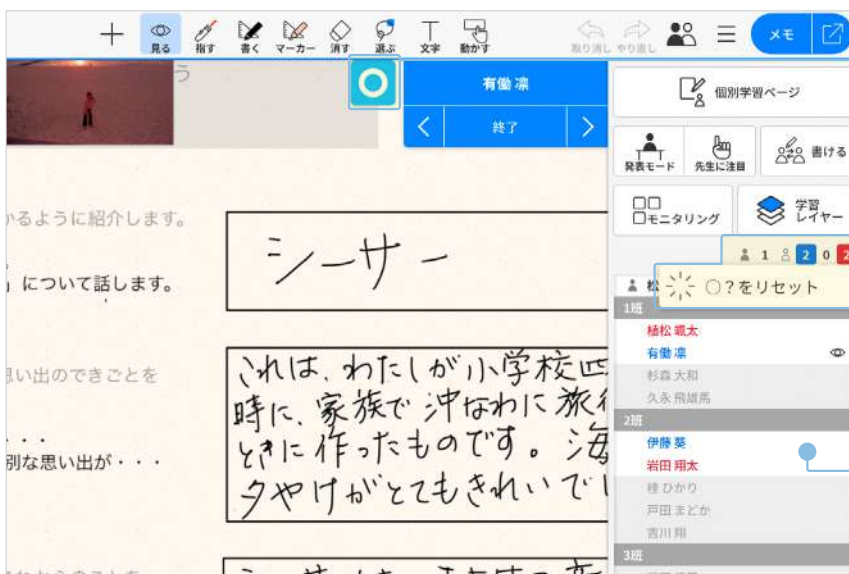 見る 指す 書く マーカー 消す 選ぶ 文字 動かす 取り消し やり直し メモ
う
有働 凛
終了
個別学習ページ
発表モード 先生に注目 書ける
モニタリング 学習レイヤー
1 2 0 2
○?をリセット
かるように紹介します。
シーサー
」について話します。
1班
植松 颯太
有働 凛
杉森 大和
久永 飛雄馬
2班
伊藤 葵
岩田 翔太
桂 ひかり
戸田 まどか
吉川 翔
3班
思い出のできごとを
・・・
別な思い出が・・・
これは、わたしが小学校四
時に、家族で沖なわに旅行
ときに作ったものです。海
夕やけがとてもきれいで